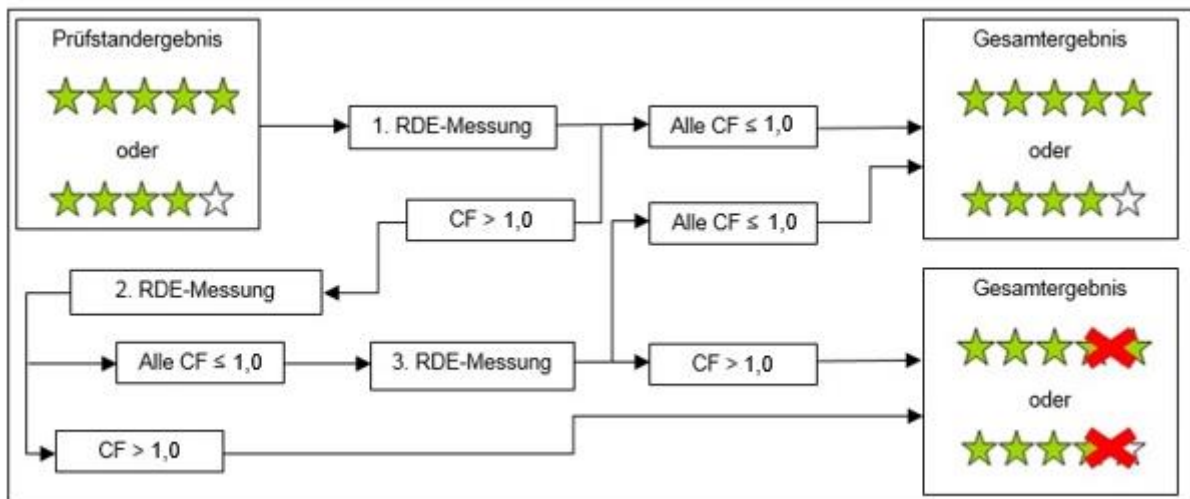 Prüfstandergebnis
oder
1. RDE-Messung
Alle CF ≤ 1,0
Gesamtergebnis
oder
CF > 1,0
Alle CF ≤ 1,0
2. RDE-Messung
Alle CF ≤ 1,0
3. RDE-Messung
CF > 1,0
Gesamtergebnis
oder
CF > 1,0